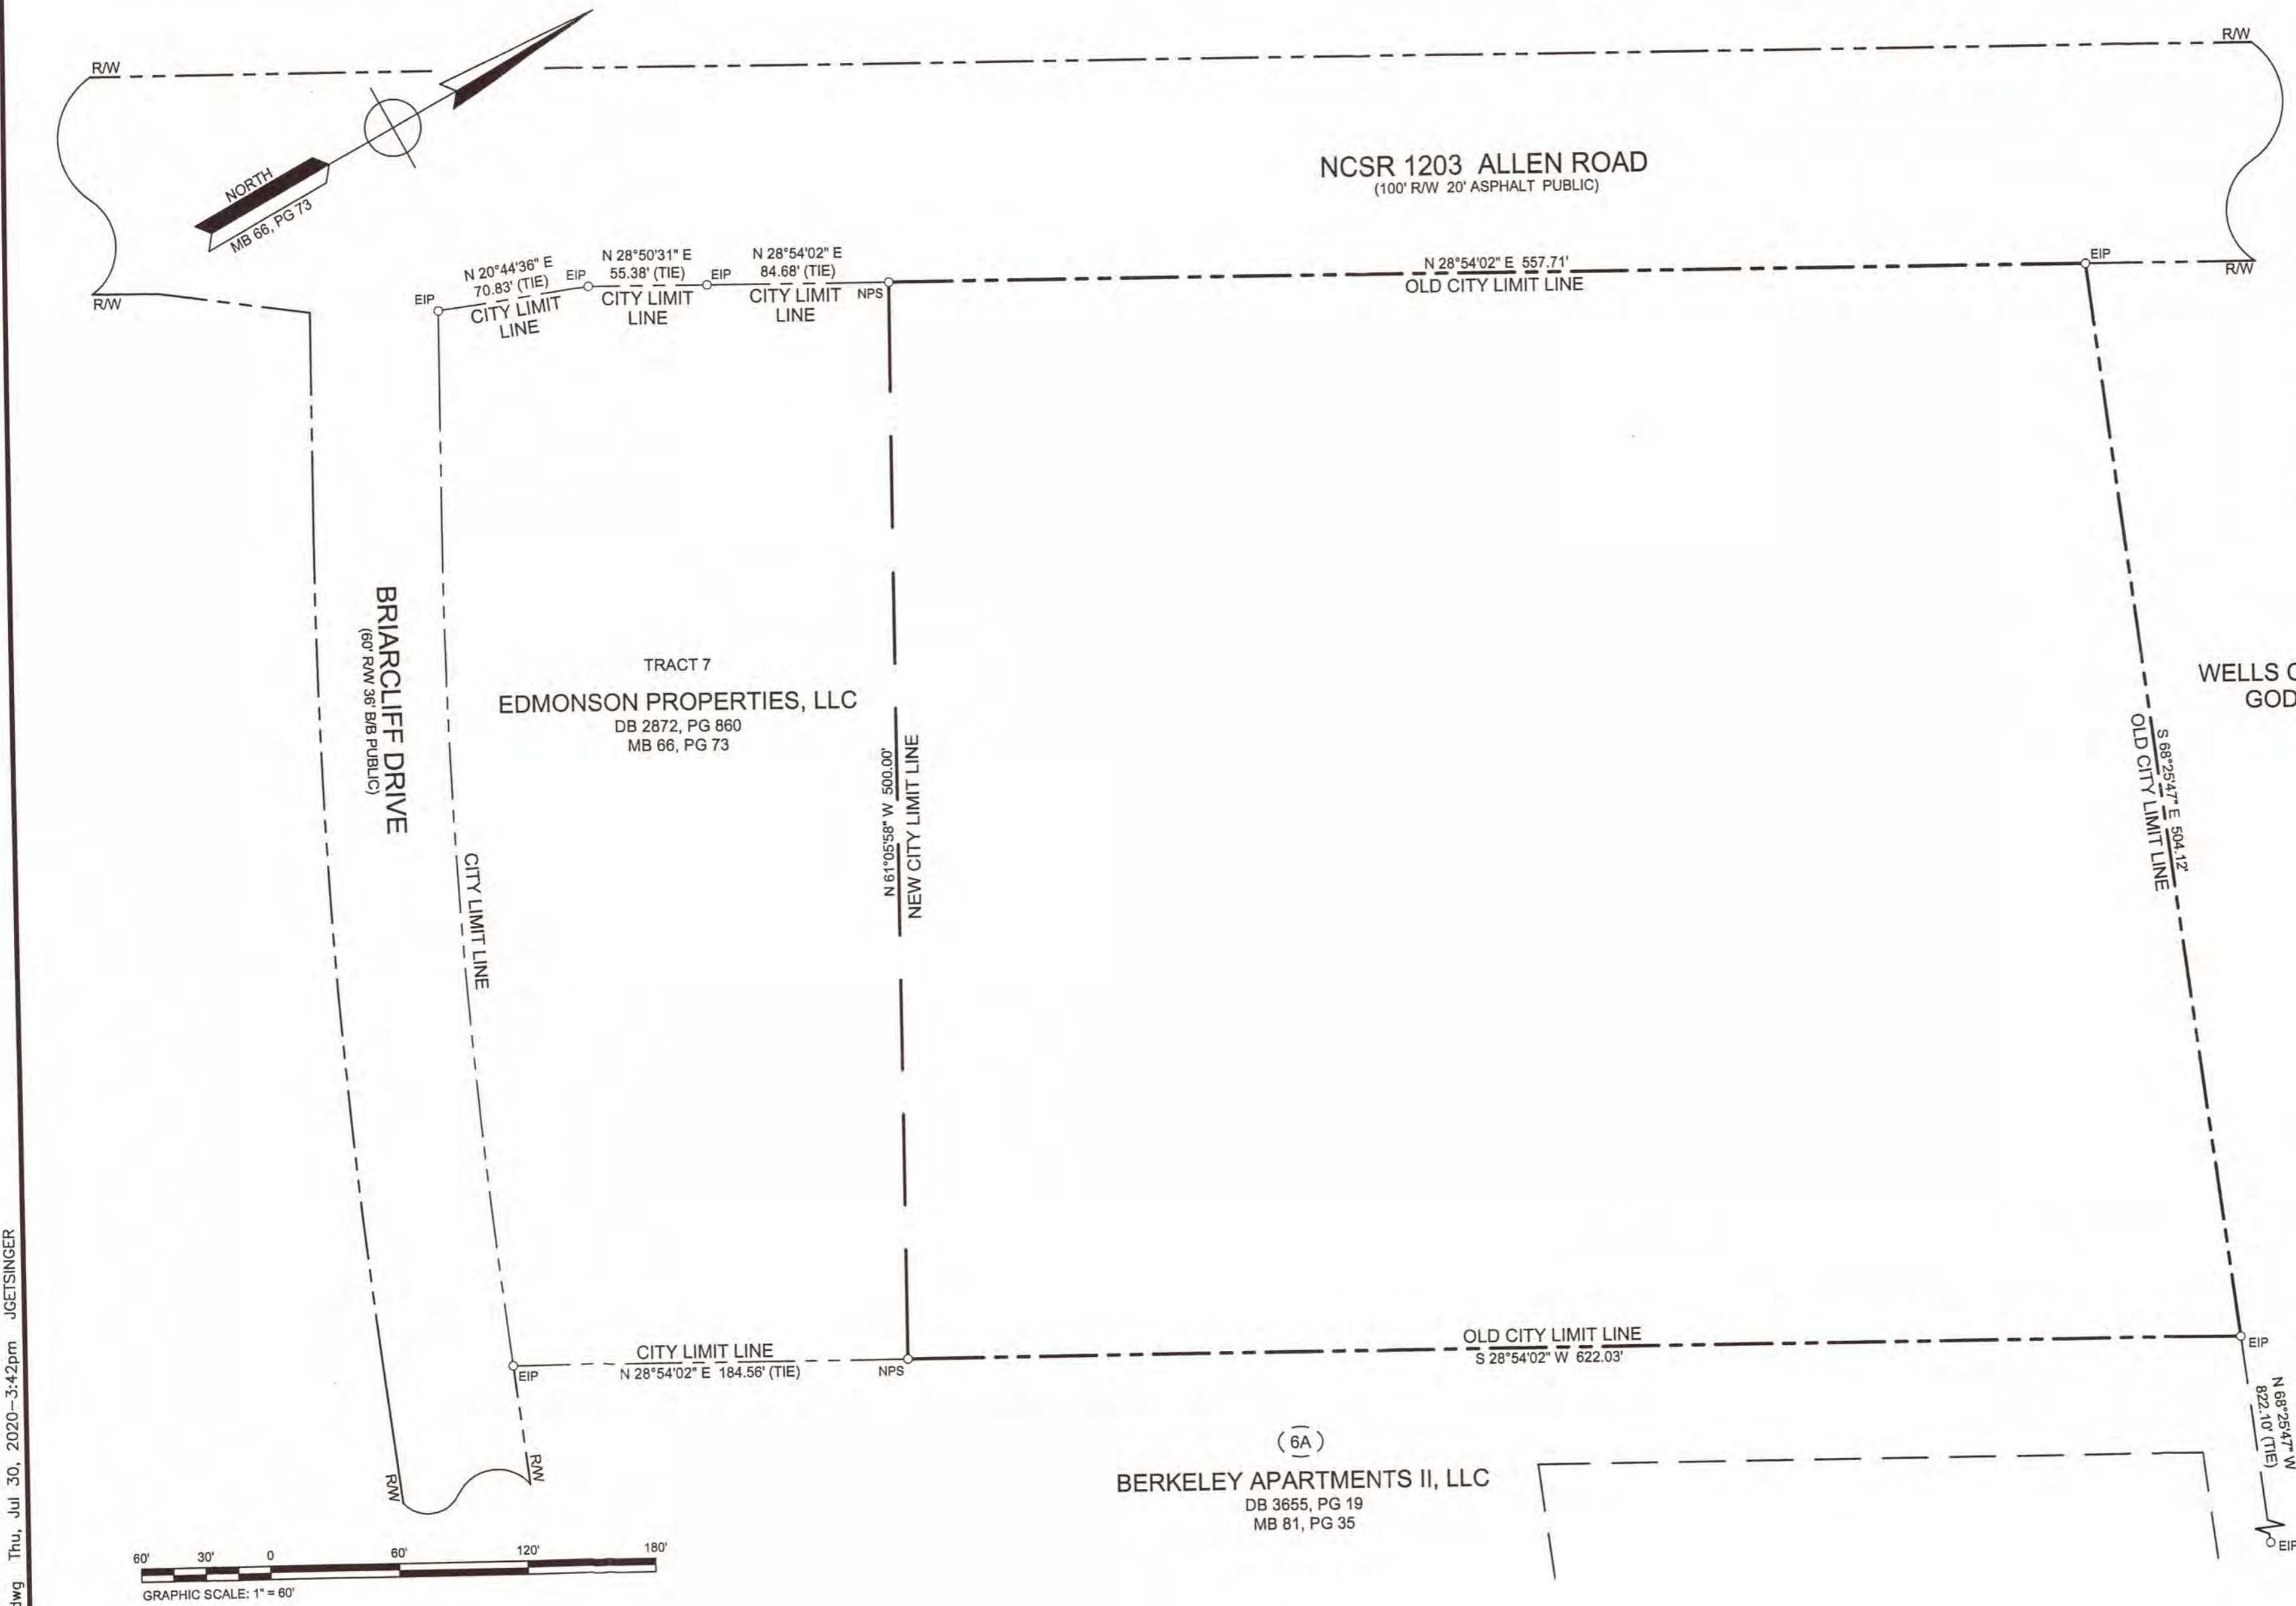 R/W
R/W
NORTH
MB 66, PG 73
NCSR 1203 ALLEN ROAD
(100' R/W 20' ASPHALT PUBLIC)
R/W
R/W
EIP
N 20°44'36" E
70.83' (TIE)
CITY LIMIT
LINE
EIP
N 28°50'31" E
55.38' (TIE)
CITY LIMIT
LINE
EIP
N 28°54'02" E
84.68' (TIE)
CITY LIMIT
LINE
NPS
N 28°54'02" E 557.71'
OLD CITY LIMIT LINE
EIP
BRIARCLIFF DRIVE
(60' R/W 36' B/B PUBLIC)
CITY LIMIT LINE
TRACT 7
EDMONSON PROPERTIES, LLC
DB 2872, PG 860
MB 66, PG 73
N 61°05'58" W 500.00'
NEW CITY LIMIT LINE
S 68°25'47" E 504.12'
OLD CITY LIMIT LINE
WELLS C
GOD
CITY LIMIT LINE
N 28°54'02" E 184.56' (TIE)
EIP
NPS
OLD CITY LIMIT LINE
S 28°54'02" W 622.03'
EIP
N 68°25'47" W
822.10' (TIE)
EIP
R/W
R/W
6A
BERKELEY APARTMENTS II, LLC
DB 3655, PG 19
MB 81, PG 35
60' 30' 0 60' 120' 180'
GRAPHIC SCALE: 1" = 60'
dwg Thu, Jul 30, 2020-3:42pm JGETSINGER